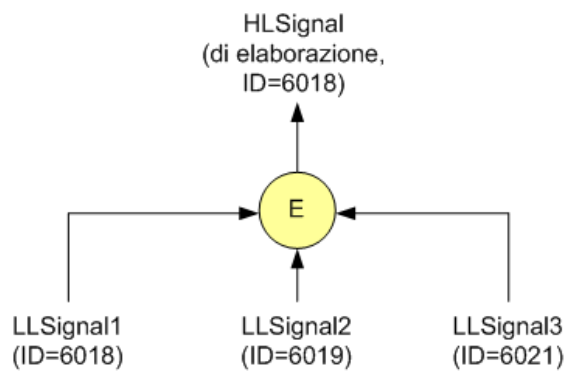 HLSignal
(di elaborazione,
ID=6018)
E
LLSignal1
(ID=6018)
LLSignal2
(ID=6019)
LLSignal3
(ID=6021)